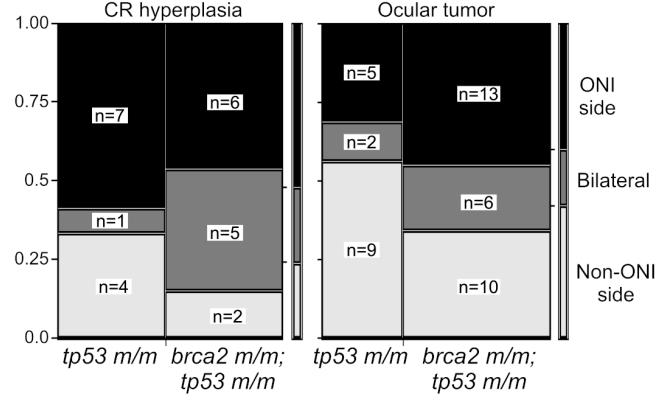 CR hyperplasia
Ocular tumor
1.00
0.75
0.5
0.25
0.0
n=7
n=1
n=4
n=6
n=5
n=2
n=5
n=2
n=9
n=13
n=6
n=10
ONI
side
Bilateral
Non-ONI
side
tp53 m/m
brca2 m/m;
tp53 m/m
tp53 m/m
brca2 m/m;
tp53 m/m